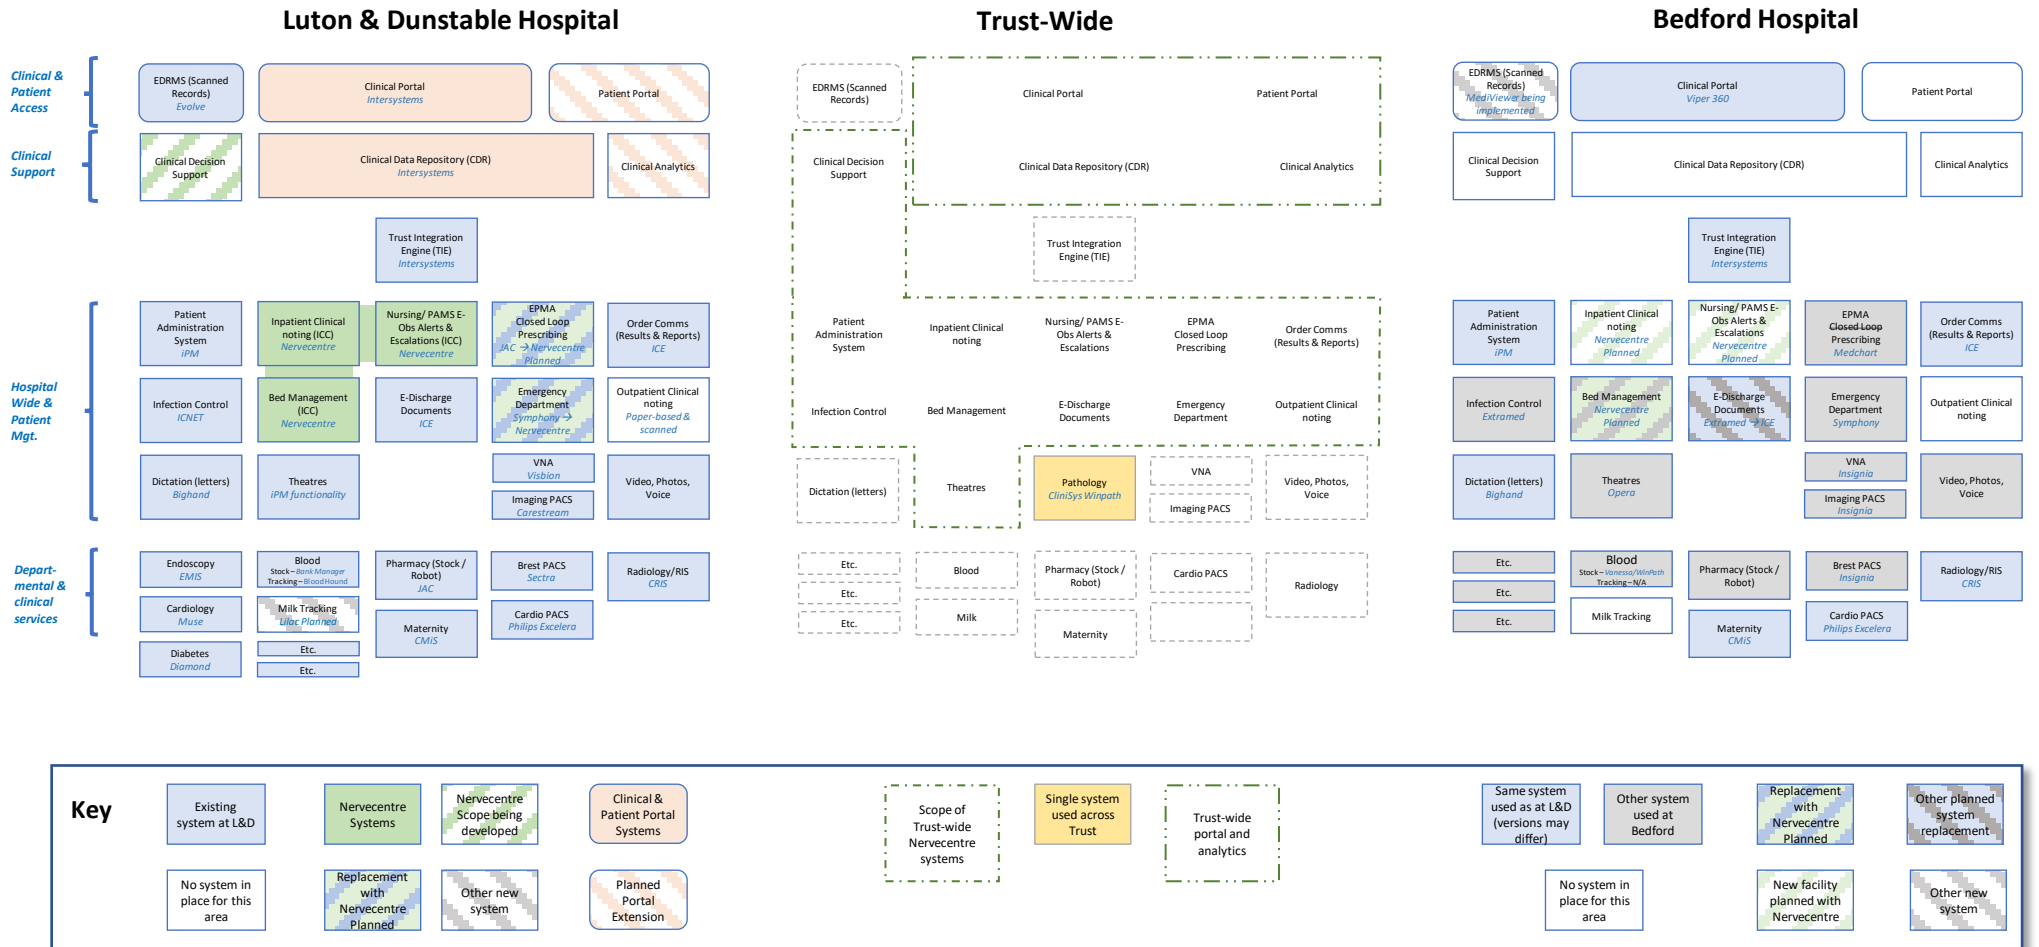 Luton & Dunstable Hospital
Trust-Wide
Bedford Hospital
Clinical &
Patient
Access
EDRMS (Scanned
Records)
Evolve
Clinical Portal
Intersystems
Patient Portal
EDRMS (Scanned
Records)
Clinical Portal
Patient Portal
EDRMS (Scanned
Records)
MediViewer being
implemented
Clinical Portal
Viper 360
Patient Portal
Clinical
Support
Clinical Decision
Support
Clinical Data Repository (CDR)
Intersystems
Clinical Analytics
Clinical Decision
Support
Clinical Data Repository (CDR)
Clinical Analytics
Clinical Decision
Support
Clinical Data Repository (CDR)
Clinical Analytics
Trust Integration
Engine (TIE)
Intersystems
Trust Integration
Engine (TIE)
Trust Integration
Engine (TIE)
Intersystems
Hospital
Wide &
Patient
Mgt.
Patient
Administration
System
iPM
Inpatient Clinical
noting (ICC)
Nervecentre
Nursing/ PAMS E-
Obs Alerts &
Escalations (ICC)
Nervecentre
EPMA
Closed Loop
Prescribing
JAC → Nervecentre
Planned
Order Comms
(Results & Reports)
ICE
Patient
Administration
System
Inpatient Clinical
noting
Nursing/ PAMS E-
Obs Alerts &
Escalations
EPMA
Closed Loop
Prescribing
Order Comms
(Results & Reports)
Patient
Administration
System
iPM
Inpatient Clinical
noting
Nervecentre
Planned
Nursing/ PAMS E-
Obs Alerts &
Escalations
Nervecentre
Planned
EPMA
Closed Loop
Prescribing
Medchart
Order Comms
(Results & Reports)
ICE
Infection Control
ICNET
Bed Management
(ICC)
Nervecentre
E-Discharge
Documents
ICE
Emergency
Department
Symphony →
Nervecentre
Outpatient Clinical
noting
Paper-based &
scanned
Infection Control
Bed Management
E-Discharge
Documents
Emergency
Department
Outpatient Clinical
noting
Infection Control
Extramed
Bed Management
Nervecentre
Planned
E-Discharge
Documents
Extramed → ICE
Emergency
Department
Symphony
Outpatient Clinical
noting
Dictation (letters)
Bighand
Theatres
iPM functionality
VNA
Visbion
Imaging PACS
Carestream
Video, Photos,
Voice
Dictation (letters)
Theatres
Pathology
CliniSys Winpath
VNA
Imaging PACS
Video, Photos,
Voice
Dictation (letters)
Bighand
Theatres
Opera
VNA
Insignia
Imaging PACS
Insignia
Video, Photos,
Voice
Depart-
mental &
clinical
services
Endoscopy
EMIS
Blood
Stock – Bank Manager
Tracking – Blood Hound
Pharmacy (Stock /
Robot)
JAC
Brest PACS
Sectra
Radiology/RIS
CRIS
Cardiology
Muse
Milk Tracking
Lilac Planned
Maternity
CMiS
Cardio PACS
Philips Excelera
Diabetes
Diamond
Etc.
Etc.
Etc.
Etc.
Etc.
Blood
Milk
Pharmacy (Stock /
Robot)
Maternity
Cardio PACS
Radiology
Etc.
Etc.
Etc.
Blood
Stock – Vanessa/WinPath
Tracking – N/A
Milk Tracking
Pharmacy (Stock /
Robot)
Maternity
CMiS
Brest PACS
Insignia
Cardio PACS
Philips Excelera
Radiology/RIS
CRIS
Key
Existing
system at L&D
Nervecentre
Systems
Nervecentre
Scope being
developed
Clinical &
Patient Portal
Systems
No system in
place for this
area
Replacement
with
Nervecentre
Planned
Other new
system
Planned
Portal
Extension
Scope of
Trust-wide
Nervecentre
systems
Single system
used across
Trust
Trust-wide
portal and
analytics
Same system
used as at L&D
(versions may
differ)
Other system
used at
Bedford
Replacement
with
Nervecentre
Planned
Other planned
system
replacement
No system in
place for this
area
New facility
planned with
Nervecentre
Other new
system